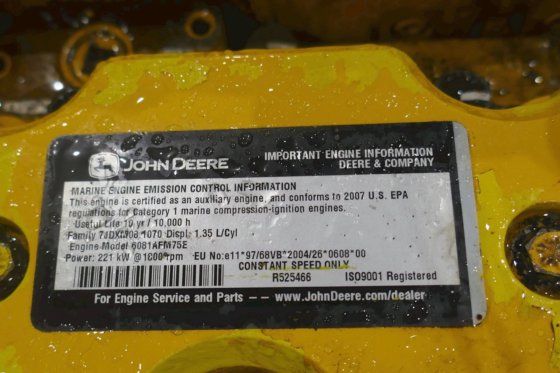 JOHN DEERE
IMPORTANT ENGINE INFORMATION
DEERE & COMPANY
MARINE ENGINE EMISSION CONTROL INFORMATION
This engine is certified as an auxiliary engine, and conforms to 2007 U.S. EPA
regulations for Category 1 marine compression-ignition engines.
Useful Life 10 yr / 10,000 h
Family Displ 1.35 L/Cyl
Engine Model 6081AFM75E
Power: 221 kW @ 1800 rpm EU No:e11*97/68VB*2004/26*0608*00
CONSTANT SPEED ONLY
R525466 ISO9001 Registered
For Engine Service and Parts -- www.JohnDeere.com/dealer